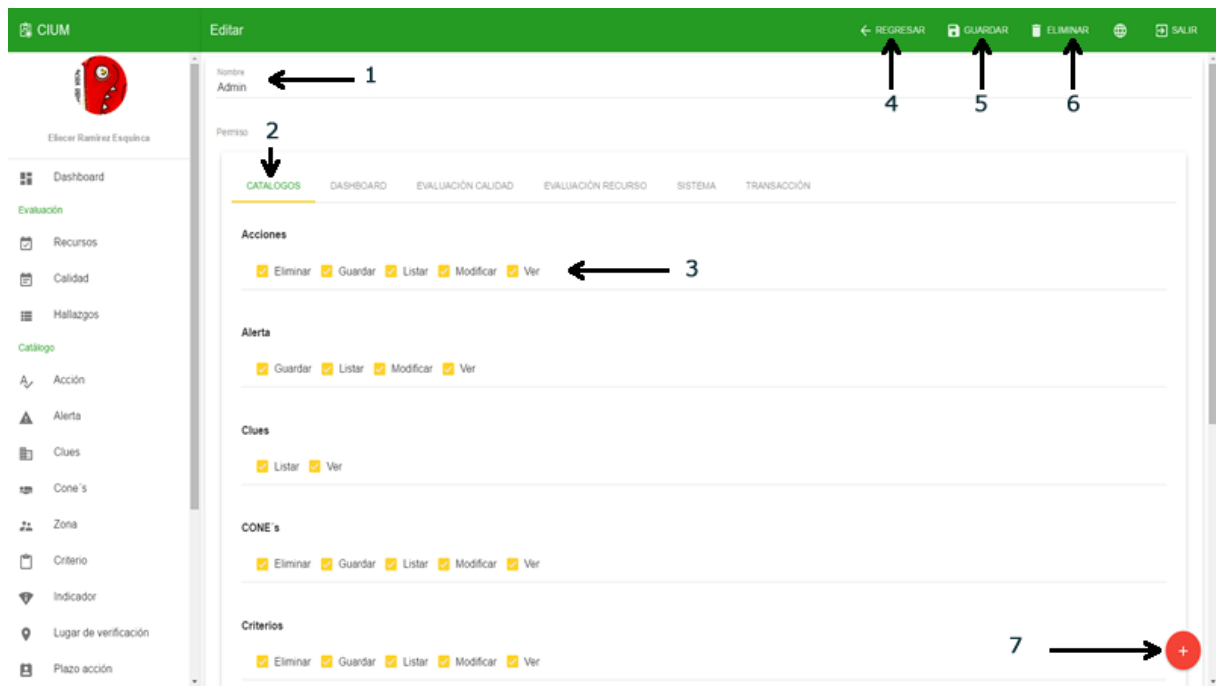 CIUM
Editar
REGRESAR
GUARDAR
ELIMINAR
SALIR
4
5
6
Eliecer Ramírez Esquinca
Dashboard
Evaluación
Recursos
Calidad
Hallazgos
Catálogo
Acción
Alerta
Clues
Cone´s
Zona
Criterio
Indicador
Lugar de verificación
Plazo acción
Nombre
Admin
1
Permiso
2
CATALOGOS DASHBOARD EVALUACIÓN CALIDAD EVALUACIÓN RECURSO SISTEMA TRANSACCIÓN
Acciones
Eliminar Guardar Listar Modificar Ver
3
Alerta
Guardar Listar Modificar Ver
Clues
Listar Ver
CONE´s
Eliminar Guardar Listar Modificar Ver
Criterios
Eliminar Guardar Listar Modificar Ver
7
+